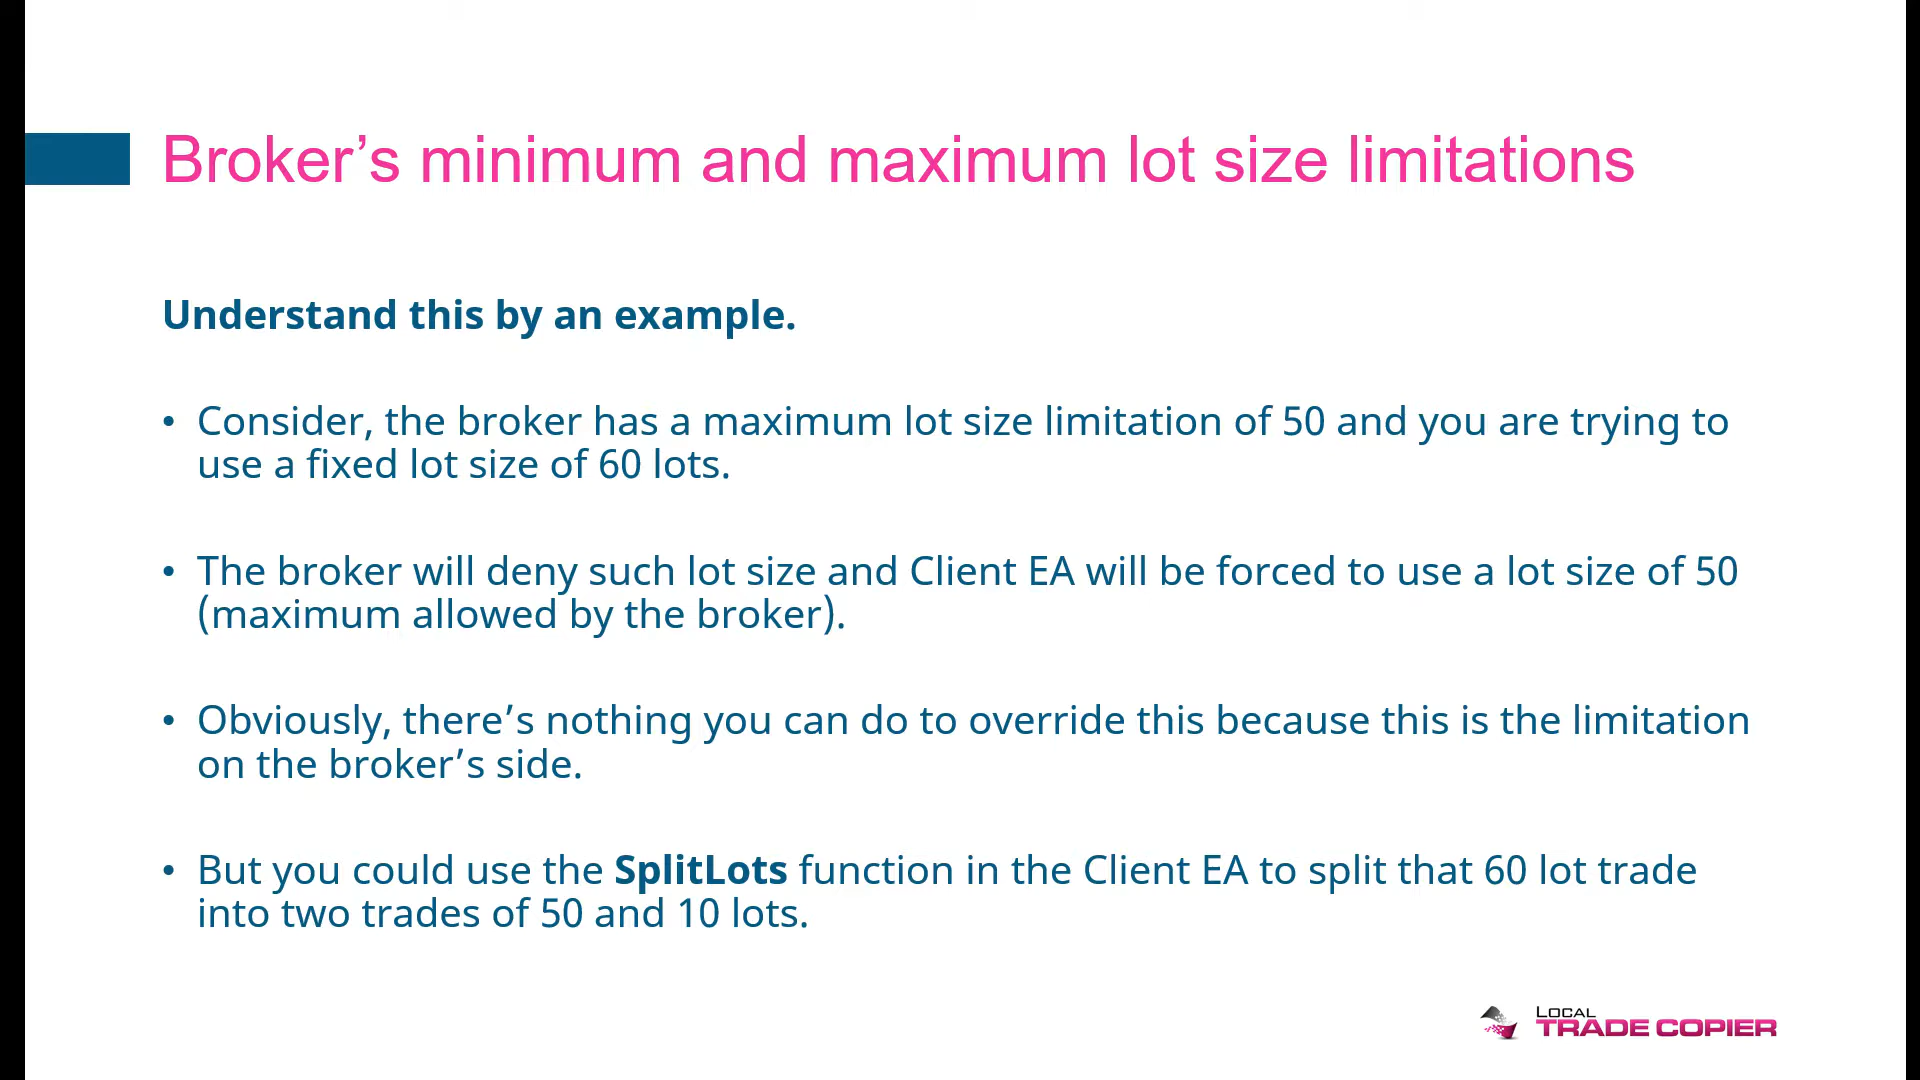 Broker’s minimum and maximum lot size limitations
Understand this by an example.
• Consider, the broker has a maximum lot size limitation of 50 and you are trying to
use a fixed lot size of 60 lots.
• The broker will deny such lot size and Client EA will be forced to use a lot size of 50
(maximum allowed by the broker).
• Obviously, there’s nothing you can do to override this because this is the limitation
on the broker’s side.
• But you could use the SplitLots function in the Client EA to split that 60 lot trade
into two trades of 50 and 10 lots.
LOCAL
TRADE COPIER